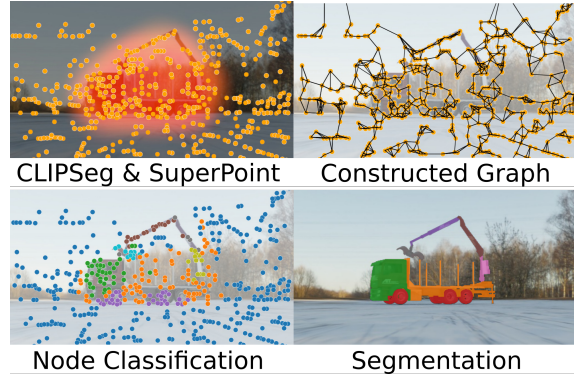 CLIPSeg & SuperPoint
Constructed Graph
Node Classification
Segmentation